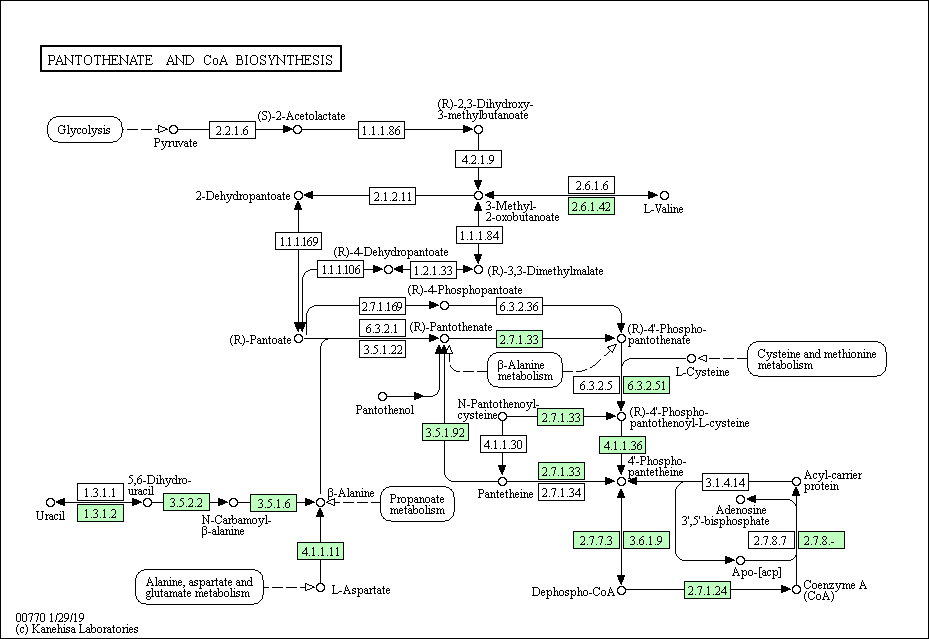 PANTOTHENATE AND CoA BIOSYNTHESIS
(R)-2,3-Dihydroxy-
3-methylbutanoate
(S)-2-Acetolactate
Glycolysis
2.2.1.6
1.1.1.86
Pyruvate
4.2.1.9
2.6.1.6
2-Dehydropantoate
2.1.2.11
3-Methyl-
2-oxobutanoate
2.6.1.42
L-Valine
1.1.1.169
1.1.1.84
(R)-4-Dehydropantoate
1.1.1.106
1.2.1.33
(R)-3,3-Dimethylmalate
(R)-4-Phosphopantoate
2.7.1.169
6.3.2.36
6.3.2.1
(R)-Pantothenate
(R)-4'-Phospho-
pantothenate
(R)-Pantoate
3.5.1.22
2.7.1.33
β-Alanine
metabolism
L-Cysteine
Cysteine and methionine
metabolism
6.3.2.5
6.3.2.51
Pantothenol
N-Pantothenoyl-
cysteine
2.7.1.33
(R)-4'-Phospho-
pantothenoyl-L-cysteine
3.5.1.92
4.1.1.30
4.1.1.36
4'-Phospho-
pantetheine
2.7.1.33
Pantetheine
2.7.1.34
3.1.4.14
Acyl-carrier
protein
5,6-Dihydro-
uracil
1.3.1.1
Uracil
1.3.1.2
3.5.2.2
N-Carbamoyl-
β-alanine
3.5.1.6
β-Alanine
Propanoate
metabolism
Adenosine
3',5'-bisphosphate
4.1.1.11
2.7.7.3
3.6.1.9
2.7.8.7
2.7.8.-
Apo-[acp]
Alanine, aspartate and
glutamate metabolism
L-Aspartate
Dephospho-CoA
2.7.1.24
Coenzyme A
(CoA)
00770 1/29/19
(c) Kanehisa Laboratories